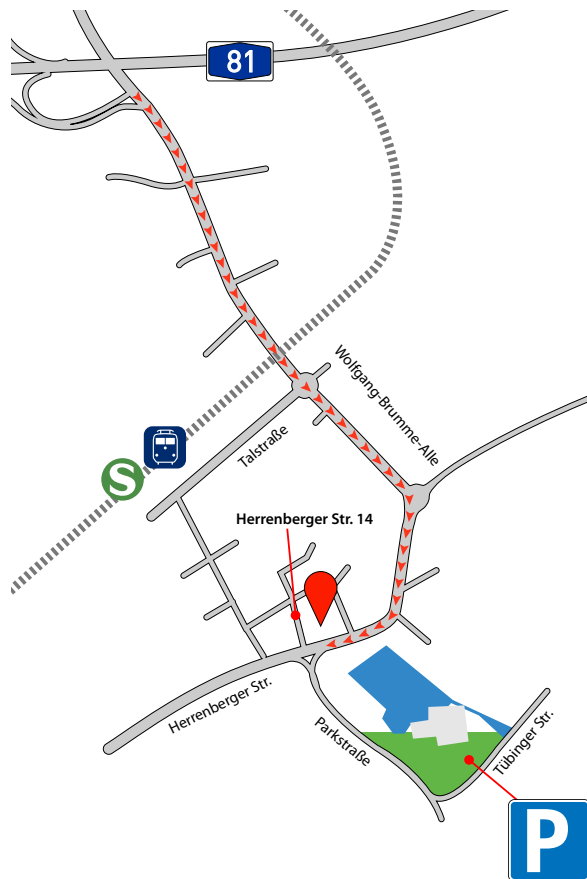 81
Wolfgang-Brumme-Alle
Talstraße
S
Herrenberger Str. 14
Herrenberger Str.
Parkstraße
Tübinger Str.
P